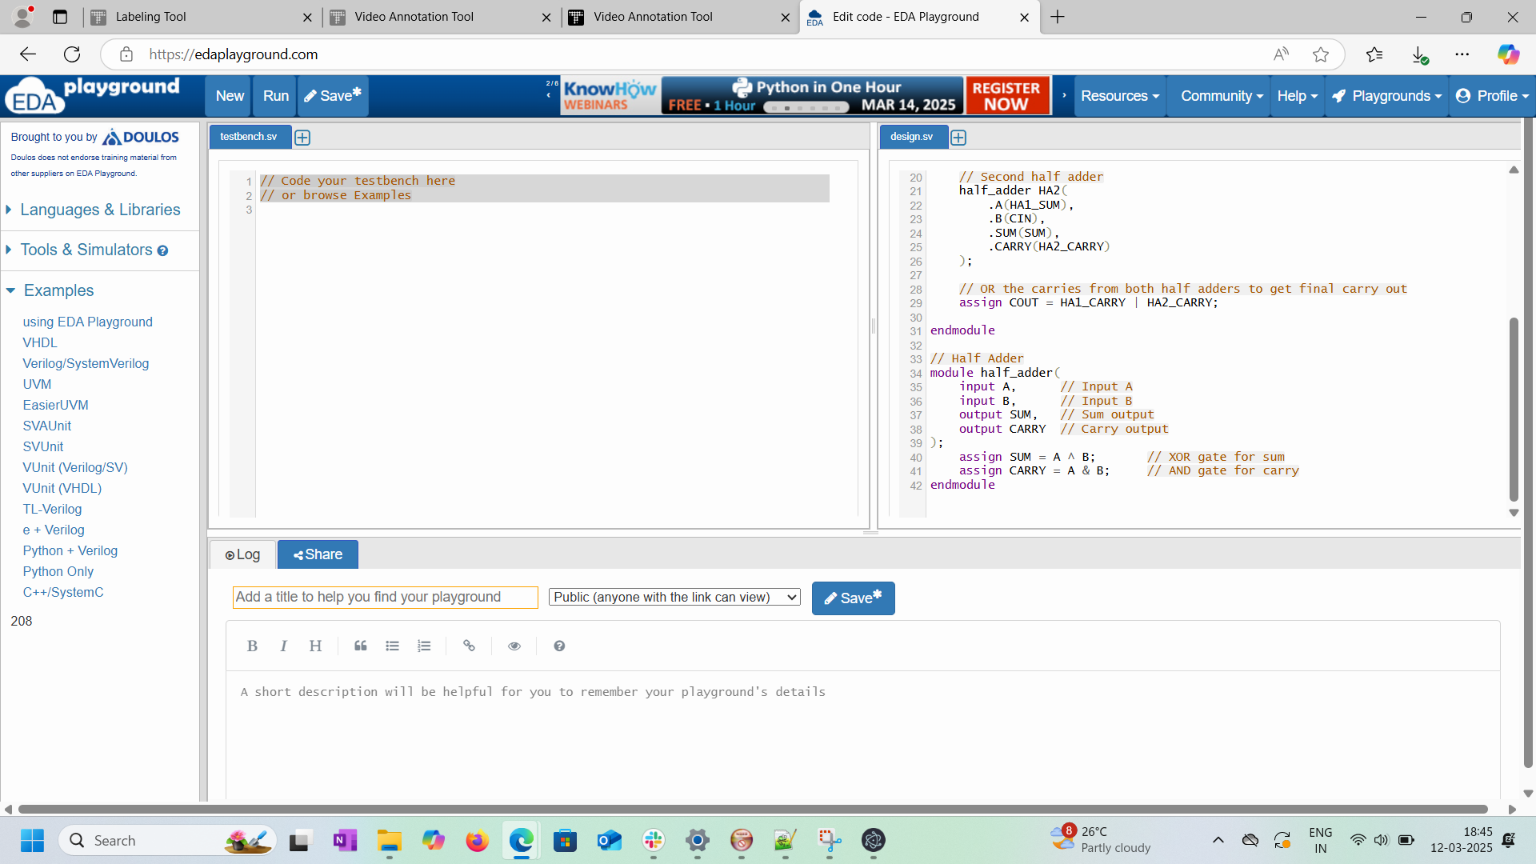 Labeling Tool
Video Annotation Tool
Video Annotation Tool
EDA
Edit code - EDA Playground
https://edaplayground.com
EDA playground
New
Run
Save*
2/6
KnowHow WEBINARS
Python in One Hour
FREE • 1 Hour
MAR 14, 2025
REGISTER NOW
Resources
Community
Help
Playgrounds
Profile
Brought to you by DOULOS
Doulos does not endorse training material from
other suppliers on EDA Playground.
Languages & Libraries
Tools & Simulators
Examples
using EDA Playground
VHDL
Verilog/SystemVerilog
UVM
EasierUVM
SVAUnit
SVUnit
VUnit (Verilog/SV)
VUnit (VHDL)
TL-Verilog
e + Verilog
Python + Verilog
Python Only
C++/SystemC
208
testbench.sv
1 // Code your testbench here
2 // or browse Examples
3
design.sv
20 // Second half adder
21 half_adder HA2(
22 .A(HA1_SUM),
23 .B(CIN),
24 .SUM(SUM),
25 .CARRY(HA2_CARRY)
26 );
27
28 // OR the carries from both half adders to get final carry out
29 assign COUT = HA1_CARRY | HA2_CARRY;
30
31 endmodule
32
33 // Half Adder
34 module half_adder(
35 input A, // Input A
36 input B, // Input B
37 output SUM, // Sum output
38 output CARRY // Carry output
39 );
40 assign SUM = A ^ B; // XOR gate for sum
41 assign CARRY = A & B; // AND gate for carry
42 endmodule
Log
Share
Add a title to help you find your playground
Public (anyone with the link can view)
Save*
B I H
A short description will be helpful for you to remember your playground's details
Search
8
26°C
Partly cloudy
ENG
IN
18:45
12-03-2025